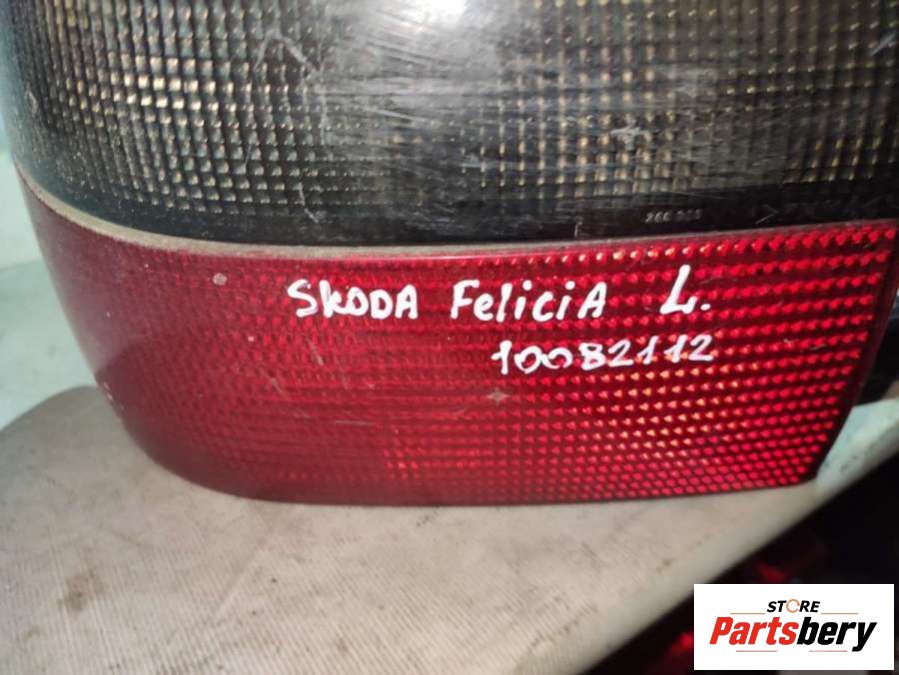 SKODA FeliciA L.
10082112
STORE
Partsbery